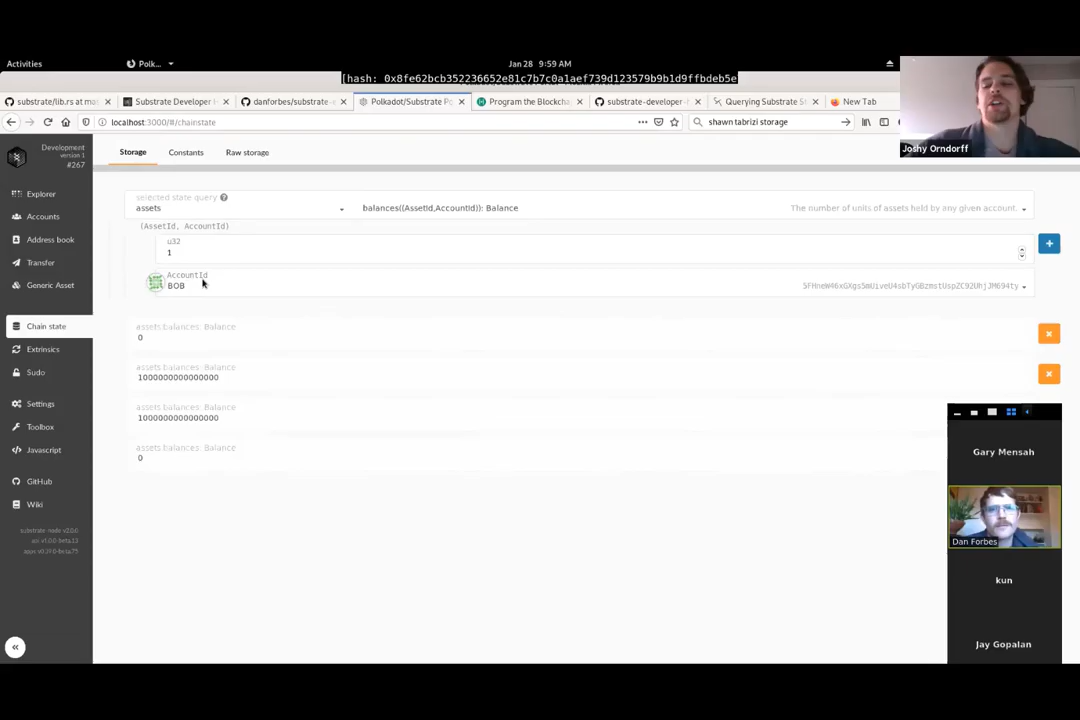 Activities
Polk...
Jan 28 9:59 AM
[hash: 0x8fe62bcb352236652e81c7b7c0a1aef739d123579b9b1d9ffbdeb5e
substrate/lib.rs at mas
Substrate Developer H
danforbes/substrate-e
Polkadot/Substrate Po
Program the Blockcha
substrate-developer-h
Querying Substrate St
New Tab
localhost:3000/#/chainstate
shawn tabrizi storage
Joshy Orndorff
Development
version 1
#267
Storage
Constants
Raw storage
Explorer
Accounts
Address book
Transfer
Generic Asset
Chain state
Extrinsics
Sudo
Settings
Toolbox
Javascript
GitHub
Wiki
substrate-node v2.0.0
api v1.0.0-beta.13
apps v0.39.0-beta.75
selected state query
assets
balances((AssetId,AccountId)): Balance
The number of units of assets held by any given account.
(AssetId, AccountId)
u32
1
AccountId
BOB
assets balances: Balance
0
assets balances: Balance
1000000000000000
assets balances: Balance
1000000000000000
assets balances: Balance
0
Gary Mensah
Dan Forbes
kun
Jay Gopalan